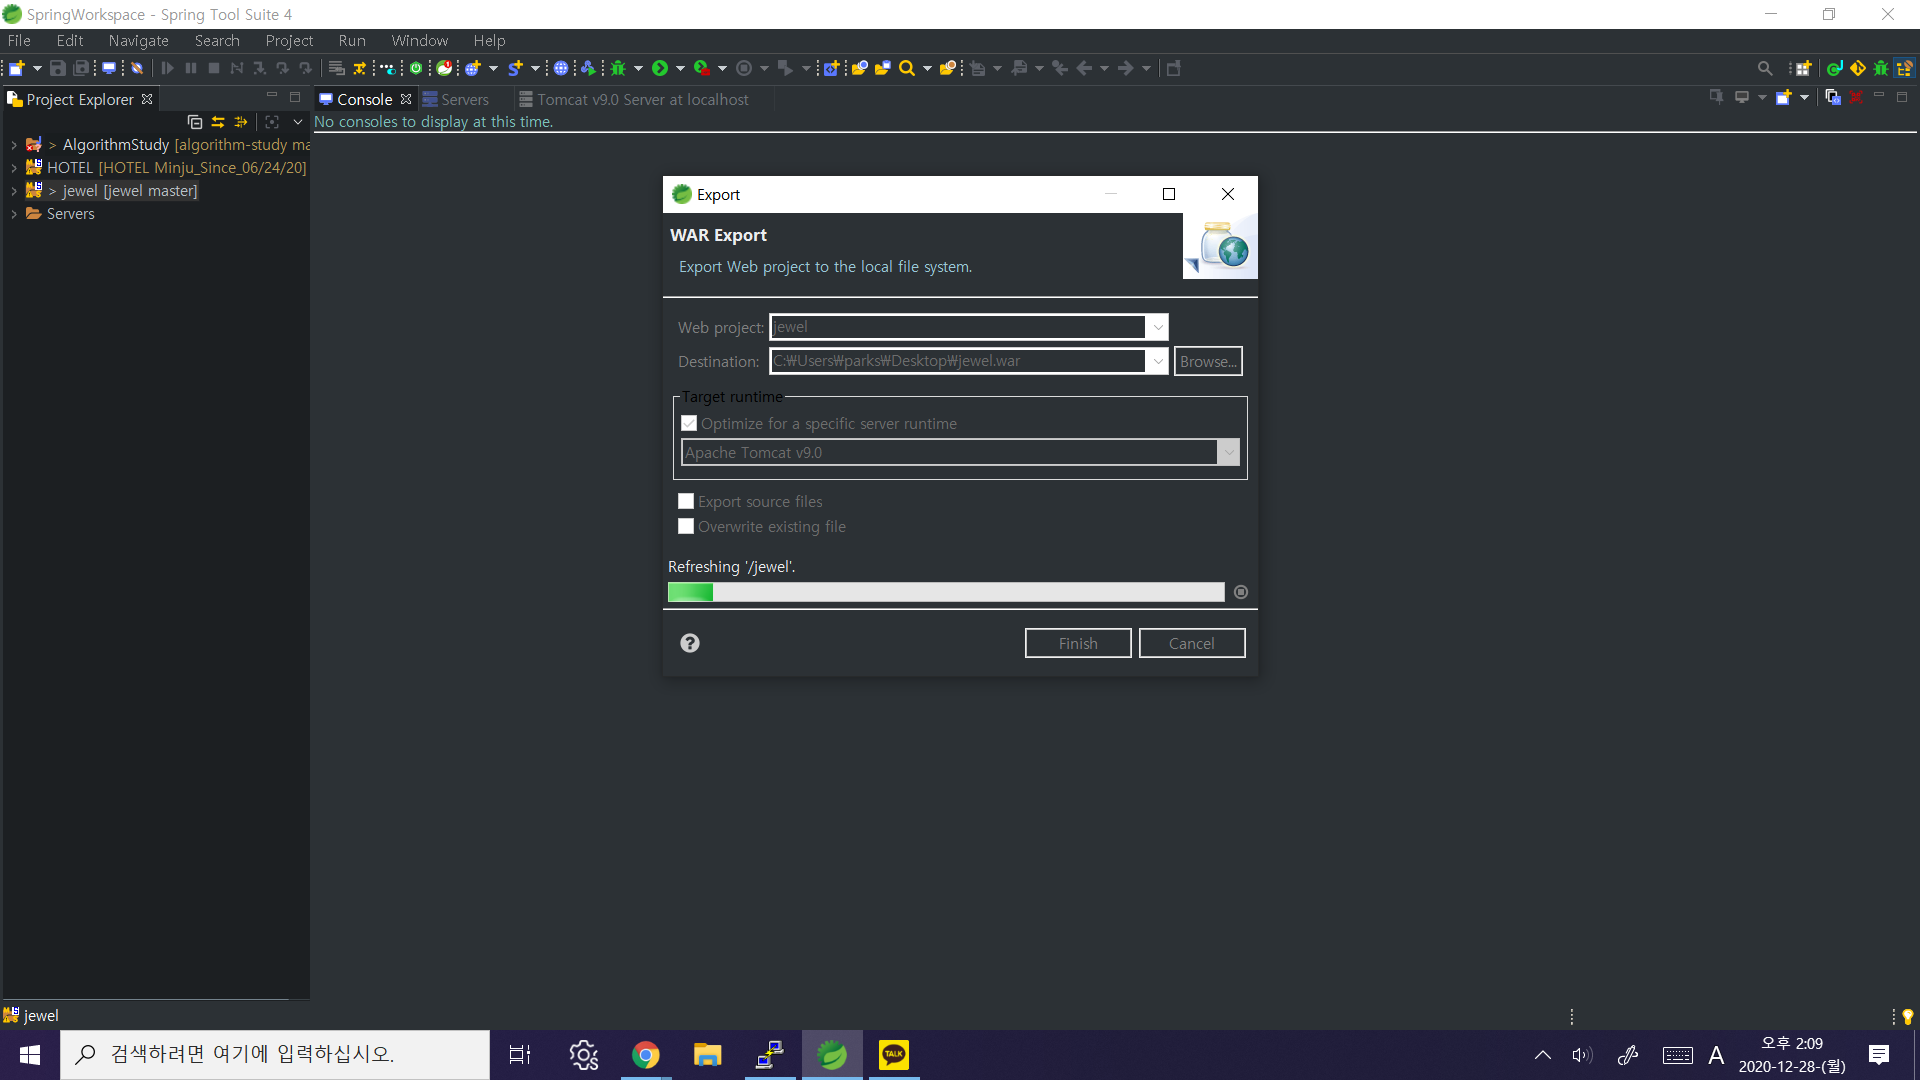 SpringWorkspace - Spring Tool Suite 4
File Edit Navigate Search Project Run Window Help
Project Explorer
Console Servers Tomcat v9.0 Server at localhost
No consoles to display at this time.
> AlgorithmStudy [algorithm-study ma
HOTEL [HOTEL Minju_Since_06/24/20]
> jewel [jewel master]
Servers
Export
WAR Export
Export Web project to the local file system.
Web project: jewel
Destination: C:₩Users₩parks₩Desktop₩jewel.war Browse...
Target runtime
Optimize for a specific server runtime
Apache Tomcat v9.0
Export source files
Overwrite existing file
Refreshing '/jewel'.
Finish Cancel
jewel
검색하려면 여기에 입력하십시오.
TALK
A
오후 2:09
2020-12-28-(월)